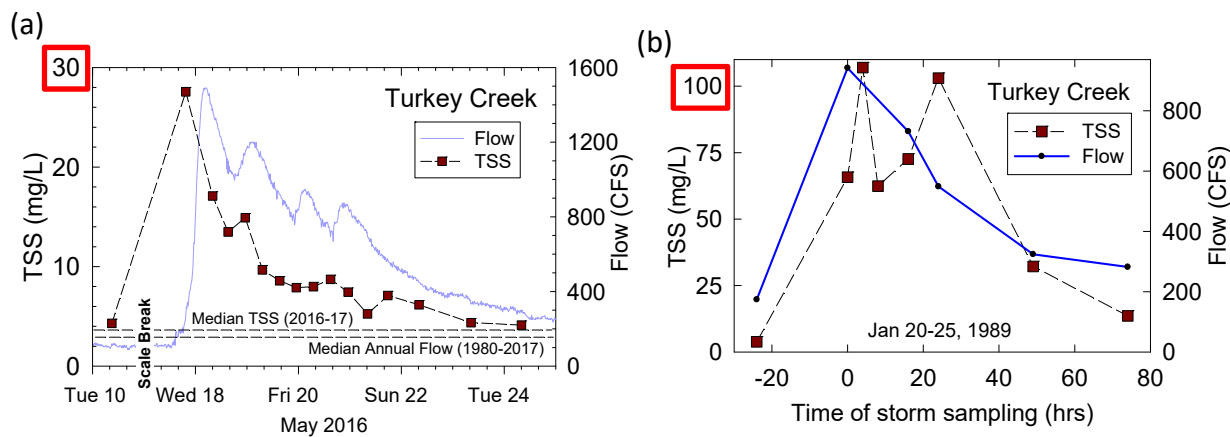 (a)
30
20
10
0
TSS (mg/L)
Turkey Creek
Flow
TSS
1600
1200
800
400
0
Flow (CFS)
Median TSS (2016-17)
Median Annual Flow (1980-2017)
Scale Break
Tue 10
Wed 18
Fri 20
Sun 22
Tue 24
May 2016
(b)
100
75
50
25
0
TSS (mg/L)
Turkey Creek
TSS
Flow
800
600
400
200
0
Flow (CFS)
Jan 20-25, 1989
-20
0
20
40
60
80
Time of storm sampling (hrs)